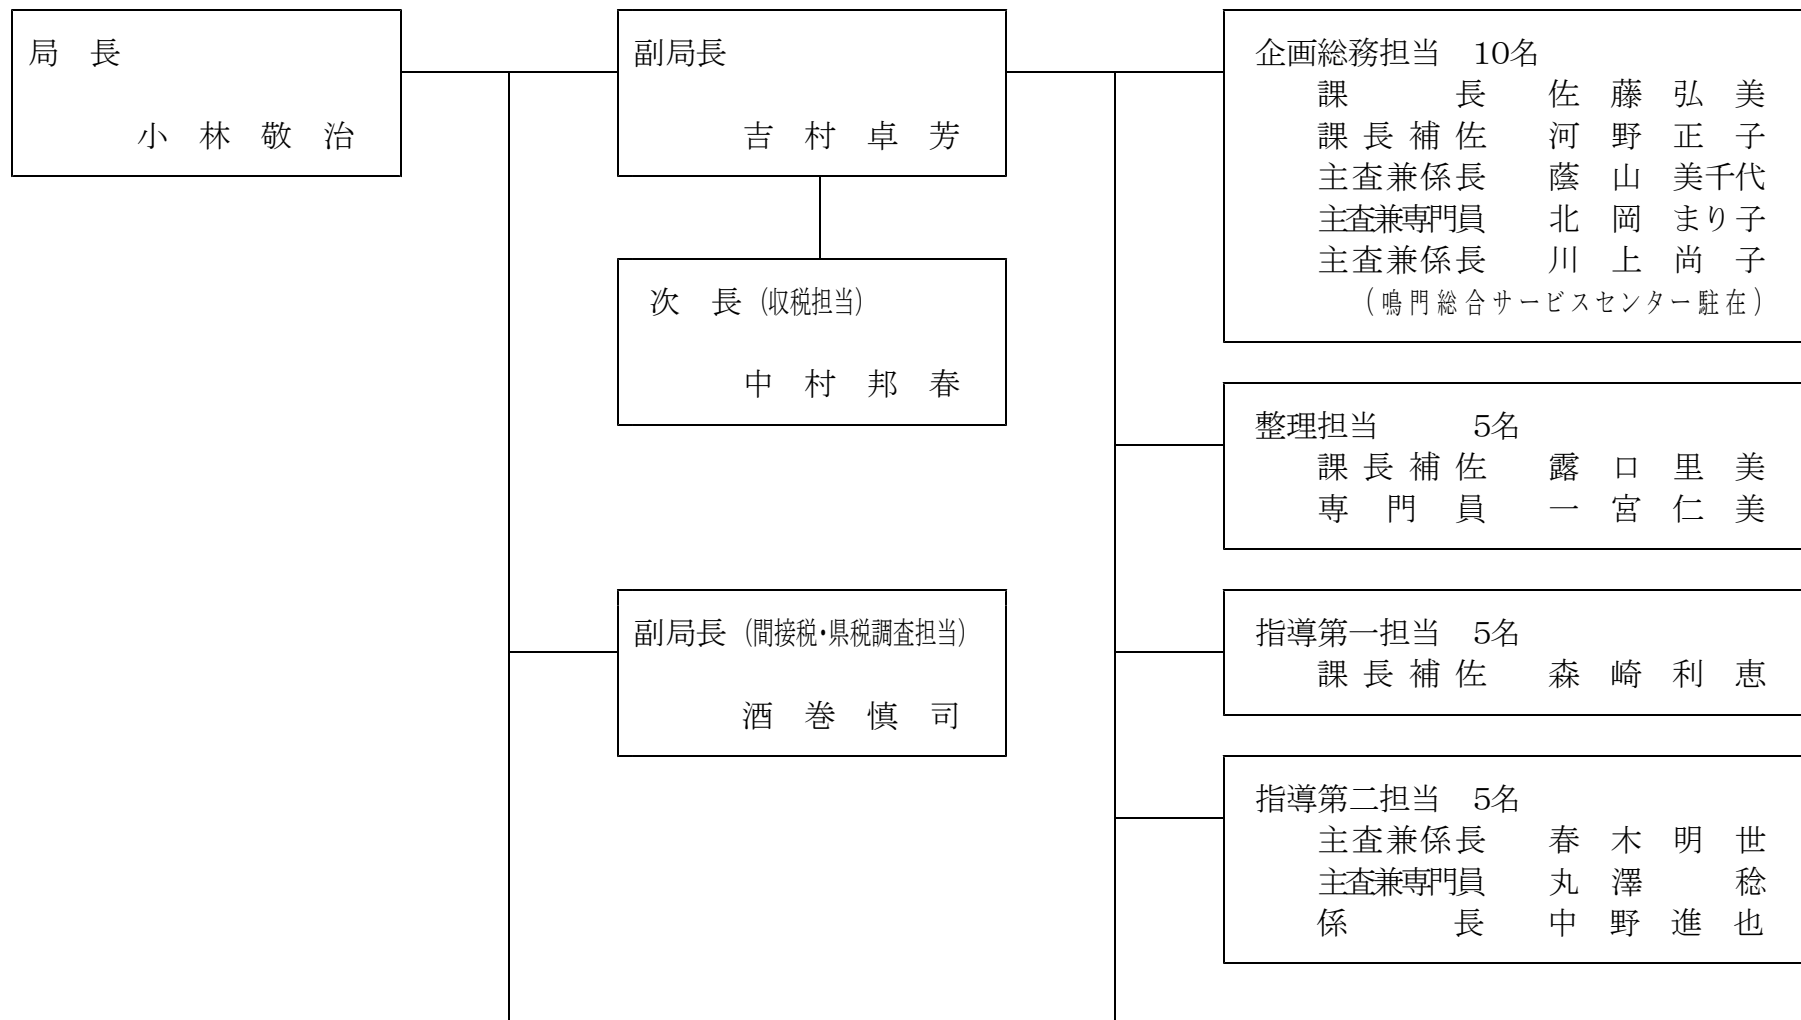 局　長
小　林　敬　治
副局長
吉　村　卓　芳
次　長（収税担当）
中　村　邦　春
副局長（間接税・県税調査担当）
酒　巻　慎　司
企画総務担当　10名
課　　　長　佐　藤　弘　美
課長補佐　河　野　正　子
主査兼係長　蔭　山　美千代
主査兼専門員　北　岡　まり子
主査兼係長　川　上　尚　子
（鳴門総合サービスセンター駐在）
整理担当　　　5名
課長補佐　露　口　里　美
専　門　員　一　宮　仁　美
指導第一担当　5名
課長補佐　森　崎　利　恵
指導第二担当　5名
主査兼係長　春　木　明　世
主査兼専門員　丸　澤　　　稔
係　　　長　中　野　進　也